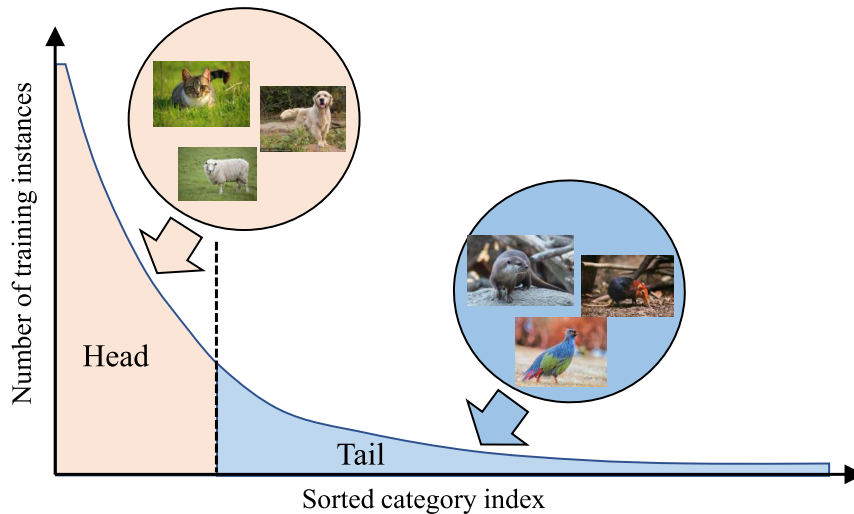 Number of training instances
Head
Tail
Sorted category index